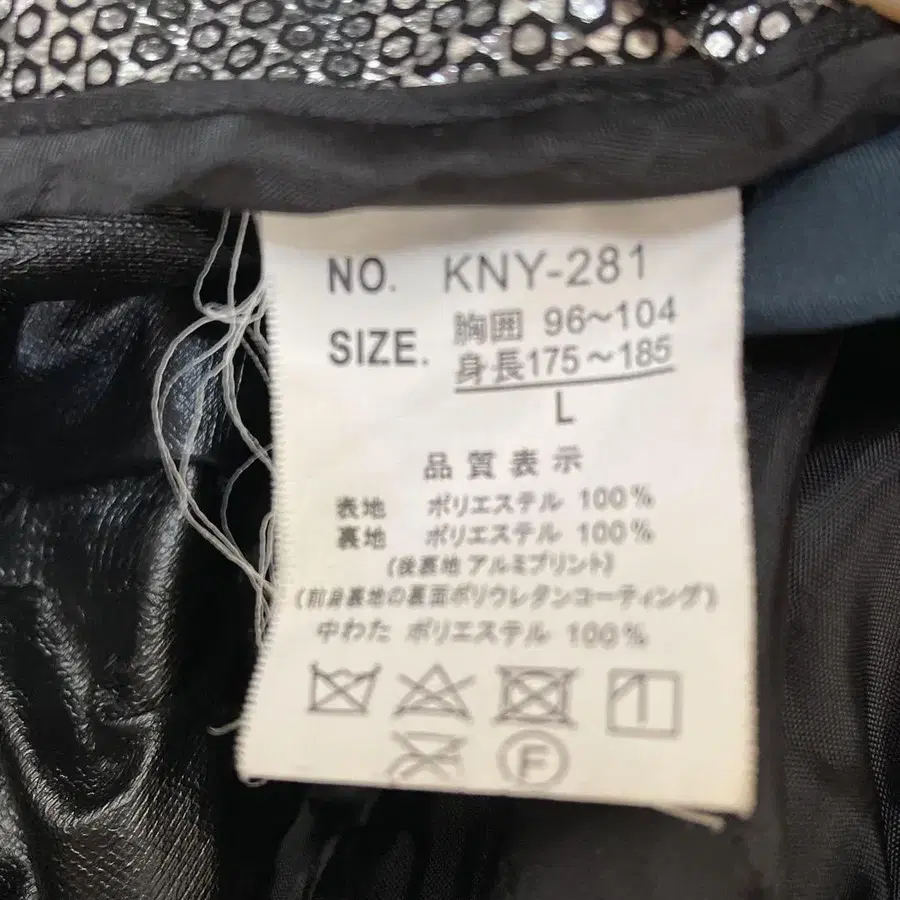 NO. KNY-281
SIZE. 胸囲 96〜104
身長175〜185
L
品質表示
表地 ポリエステル 100%
裏地 ポリエステル 100%
(後裏地 アルミプリント)
(前身裏地の裏面ポリウレタンコーティング)
中わた ポリエステル 100%
F